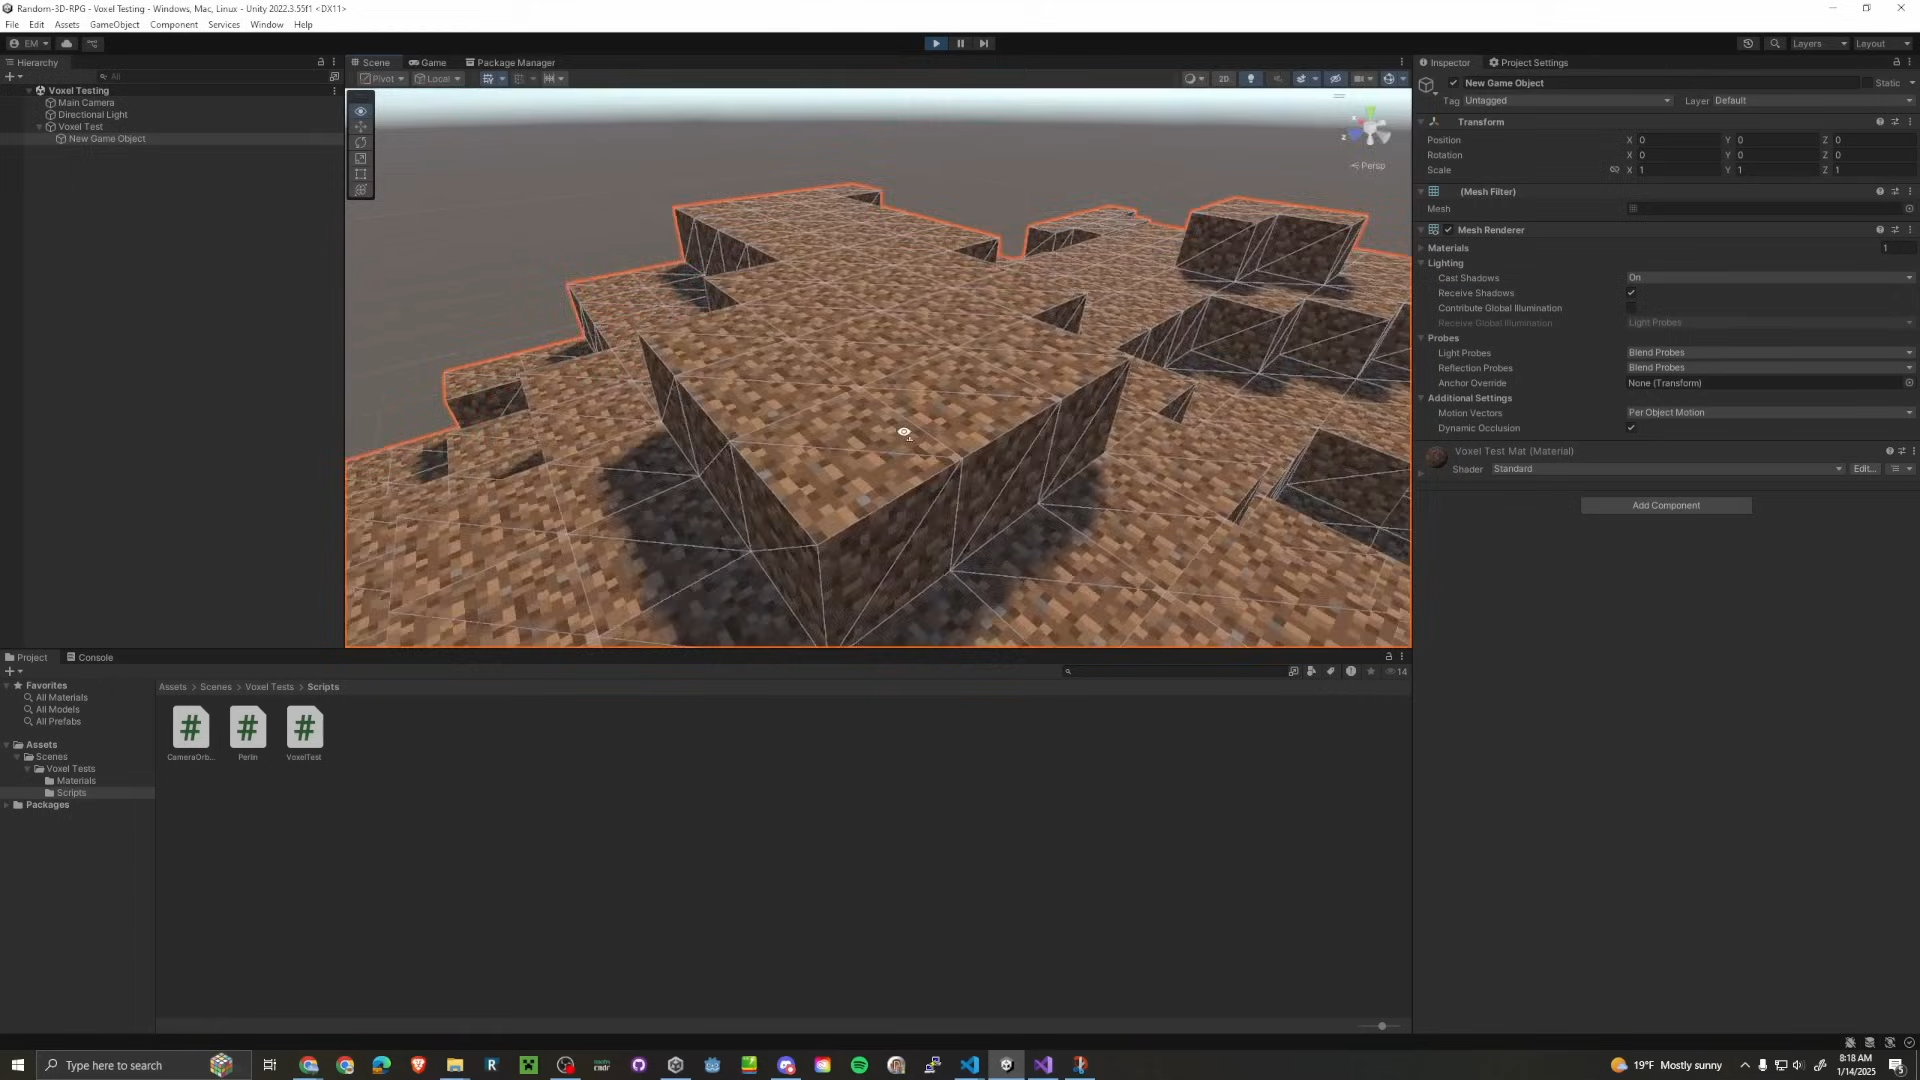 Random-3D-RPG - Voxel Testing - Windows, Mac, Linux - Unity 2022.3.55f1 <DX11>
File Edit Assets GameObject Component Services Window Help
EM Layers Layout
Hierarchy Scene Game Package Manager Inspector Project Settings
All Pivot Local 2D New Game Object Static
Tag Untagged Layer Default
Voxel Testing
Main Camera
Directional Light
Voxel Test
New Game Object
x
z
Persp
Transform
Position X 0 Y 0 Z 0
Rotation X 0 Y 0 Z 0
Scale X 1 Y 1 Z 1
(Mesh Filter)
Mesh
Mesh Renderer
Materials 1
Lighting
Cast Shadows On
Receive Shadows
Contribute Global Illumination
Receive Global Illumination Light Probes
Probes
Light Probes Blend Probes
Reflection Probes Blend Probes
Anchor Override None (Transform)
Additional Settings
Motion Vectors Per Object Motion
Dynamic Occlusion
Voxel Test Mat (Material)
Shader Standard Edit...
Add Component
Project Console
14
Favorites
All Materials
All Models
All Prefabs
Assets
Scenes
Voxel Tests
Materials
Scripts
Packages
Assets > Scenes > Voxel Tests > Scripts
# # #
CameraOrb... Perlin VoxelTest
Type here to search
19°F Mostly sunny
8:18 AM
1/14/2025
5